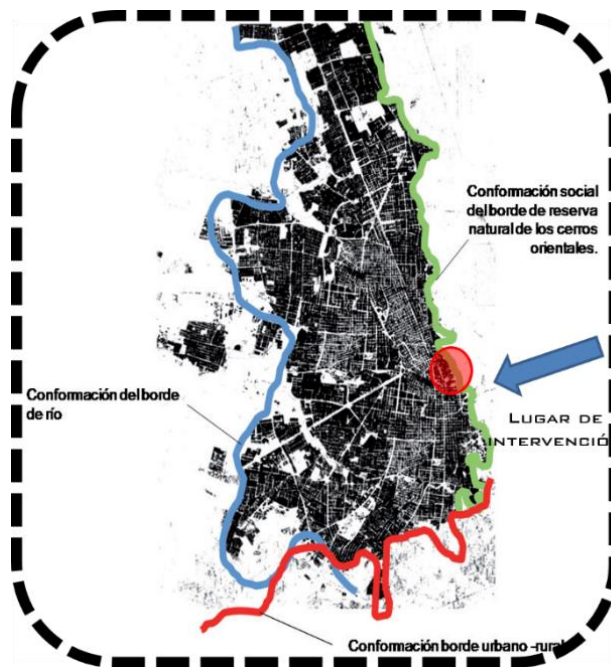 Conformación social
del borde de reserva
natural de los cerros
orientales.
LUGAR DE
INTERVENCIÓ
Conformación del borde
de río
Conformación borde urbano -rural